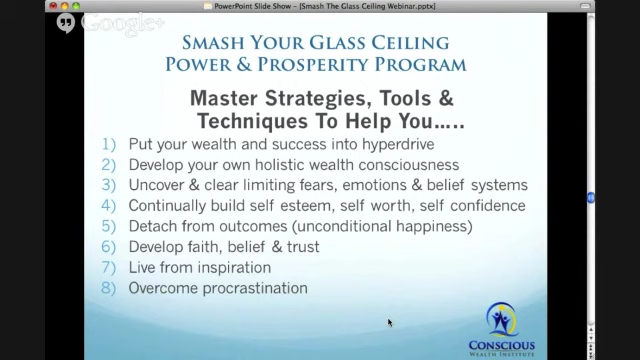 PowerPoint Slide Show - [Smash The Glass Ceiling Webinar.pptx]
Google+
SMASH YOUR GLASS CEILING
POWER & PROSPERITY PROGRAM
Master Strategies, Tools &
Techniques To Help You.....
1) Put your wealth and success into hyperdrive
2) Develop your own holistic wealth consciousness
3) Uncover & clear limiting fears, emotions & belief systems
4) Continually build self esteem, self worth, self confidence
5) Detach from outcomes (unconditional happiness)
6) Develop faith, belief & trust
7) Live from inspiration
8) Overcome procrastination
CONSCIOUS
WEALTH INSTITUTE